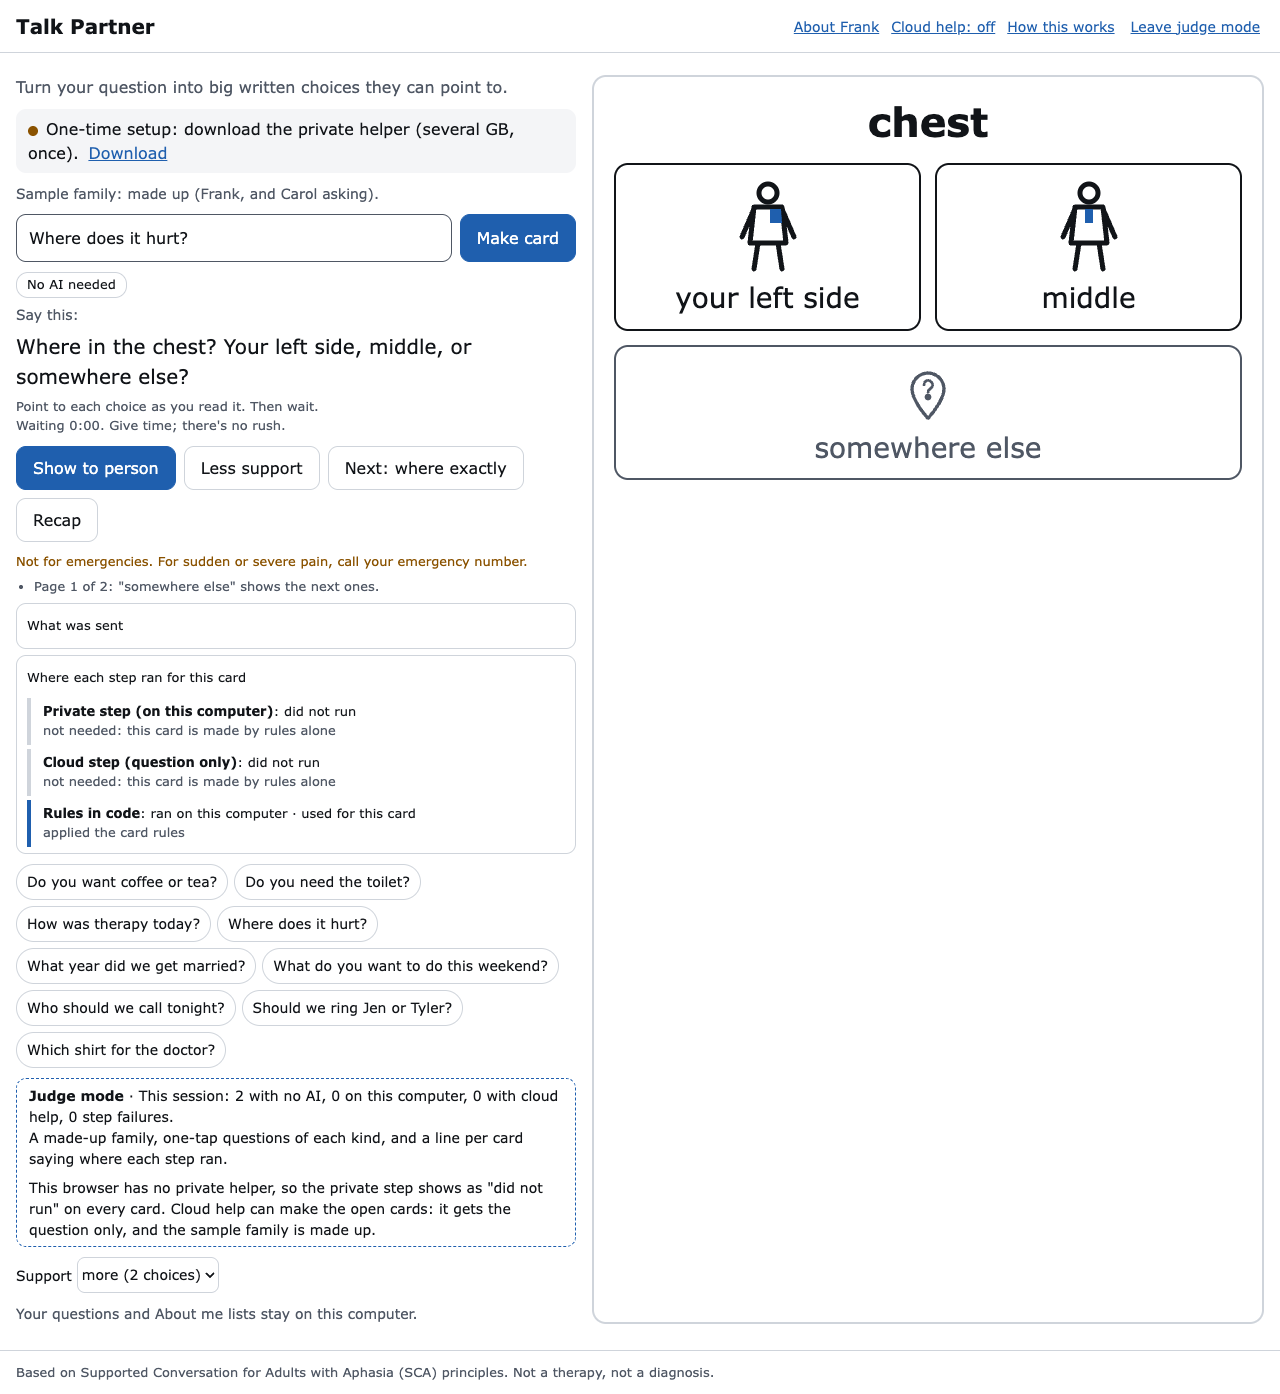 Talk Partner
About Frank Cloud help: off How this works Leave judge mode
Turn your question into big written choices they can point to.
One-time setup: download the private helper (several GB,
once). Download
Sample family: made up (Frank, and Carol asking).
Where does it hurt?
Make card
No AI needed
Say this:
Where in the chest? Your left side, middle, or
somewhere else?
Point to each choice as you read it. Then wait.
Waiting 0:00. Give time; there's no rush.
Show to person
Less support
Next: where exactly
Recap
Not for emergencies. For sudden or severe pain, call your emergency number.
• Page 1 of 2: "somewhere else" shows the next ones.
What was sent
Where each step ran for this card
Private step (on this computer): did not run
not needed: this card is made by rules alone
Cloud step (question only): did not run
not needed: this card is made by rules alone
Rules in code: ran on this computer · used for this card
applied the card rules
Do you want coffee or tea?
Do you need the toilet?
How was therapy today?
Where does it hurt?
What year did we get married?
What do you want to do this weekend?
Who should we call tonight?
Should we ring Jen or Tyler?
Which shirt for the doctor?
Judge mode · This session: 2 with no AI, 0 on this computer, 0 with cloud
help, 0 step failures.
A made-up family, one-tap questions of each kind, and a line per card
saying where each step ran.
This browser has no private helper, so the private step shows as "did not
run" on every card. Cloud help can make the open cards: it gets the
question only, and the sample family is made up.
Support more (2 choices)
Your questions and About me lists stay on this computer.
chest
your left side
middle
?
somewhere else
Based on Supported Conversation for Adults with Aphasia (SCA) principles. Not a therapy, not a diagnosis.